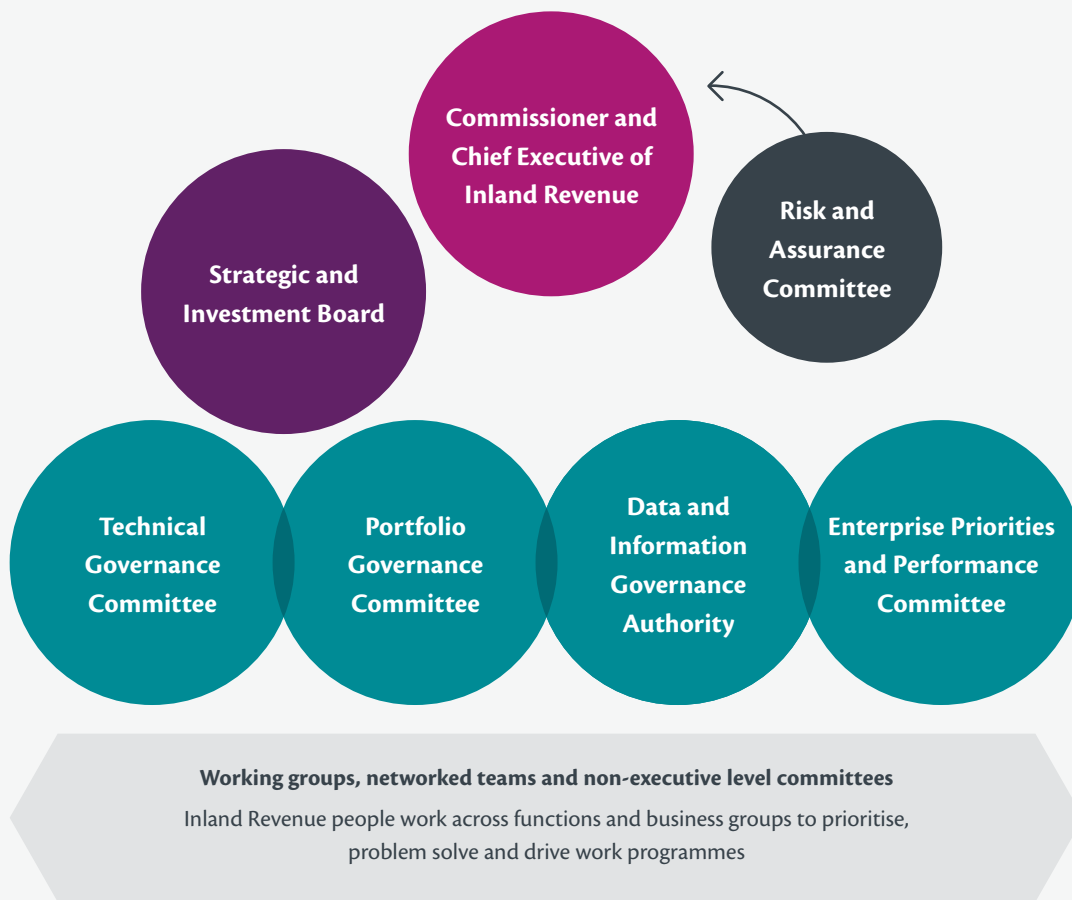 Commissioner and
Chief Executive of
Inland Revenue
Risk and
Assurance
Committee
Strategic and
Investment Board
Technical
Governance
Committee
Portfolio
Governance
Committee
Data and
Information
Governance
Authority
Enterprise Priorities
and Performance
Committee
Working groups, networked teams and non-executive level committees
Inland Revenue people work across functions and business groups to prioritise,
problem solve and drive work programmes